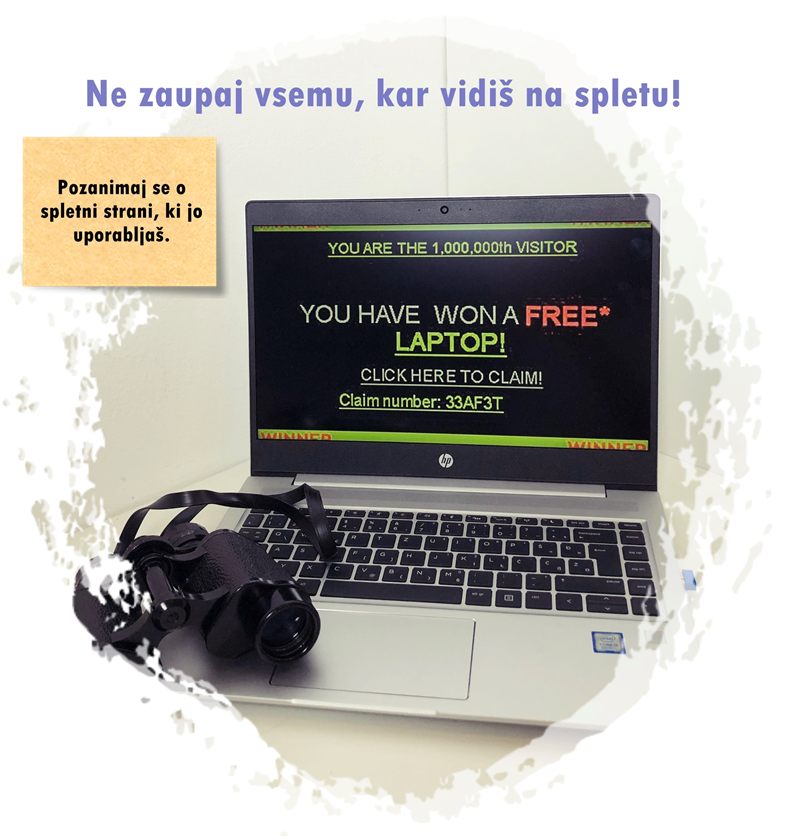 Ne zaupaj vsemu, kar vidiš na spletu!
Pozanimaj se o
spletni strani, ki jo
uporabljaš.
YOU ARE THE 1,000,000th VISITOR
YOU HAVE WON A FREE*
LAPTOP!
CLICK HERE TO CLAIM!
Claim number: 33AF3T
WINNER WINNER
hp